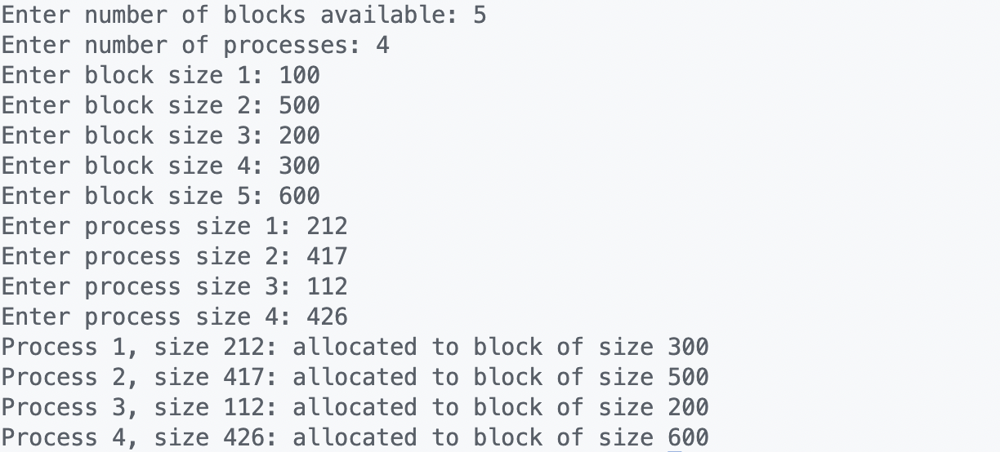 Enter number of blocks available: 5
Enter number of processes: 4
Enter block size 1: 100
Enter block size 2: 500
Enter block size 3: 200
Enter block size 4: 300
Enter block size 5: 600
Enter process size 1: 212
Enter process size 2: 417
Enter process size 3: 112
Enter process size 4: 426
Process 1, size 212: allocated to block of size 300
Process 2, size 417: allocated to block of size 500
Process 3, size 112: allocated to block of size 200
Process 4, size 426: allocated to block of size 600